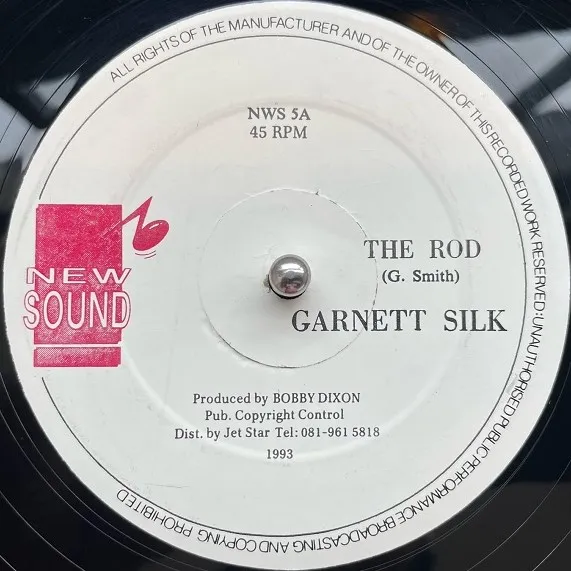 ALL RIGHTS OF THE MANUFACTURER AND OF THE OWNER OF THIS RECORDED WORK RESERVED: UNAUTHORISED PUBLIC PERFORMANCE BROADCASTING AND COPYING PROHIBITED
NWS 5A
45 RPM
NEW
SOUND
THE ROD
(G. Smith)
GARNETT SILK
Produced by BOBBY DIXON
Pub. Copyright Control
Dist. by Jet Star Tel: 081-961 5818
1993